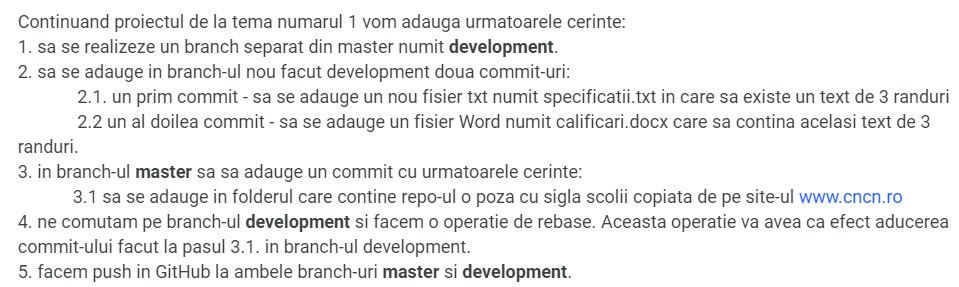 Continuand proiectul de la tema numarul 1 vom adauga urmatoarele cerinte:
1. sa se realizeze un branch separat din master numit development.
2. sa se adauge in branch-ul nou facut development doua commit-uri:
2.1. un prim commit - sa se adauge un nou fisier txt numit specificatii.txt in care sa existe un text de 3 randuri
2.2 un al doilea commit - sa se adauge un fisier Word numit calificari.docx care sa contina acelasi text de 3
randuri.
3. in branch-ul master sa sa adauge un commit cu urmatoarele cerinte:
3.1 sa se adauge in folderul care contine repo-ul o poza cu sigla scolii copiata de pe site-ul www.cncn.ro
4. ne comutam pe branch-ul development si facem o operatie de rebase. Aceasta operatie va avea ca efect aducerea
commit-ului facut la pasul 3.1. in branch-ul development.
5. facem push in GitHub la ambele branch-uri master si development.